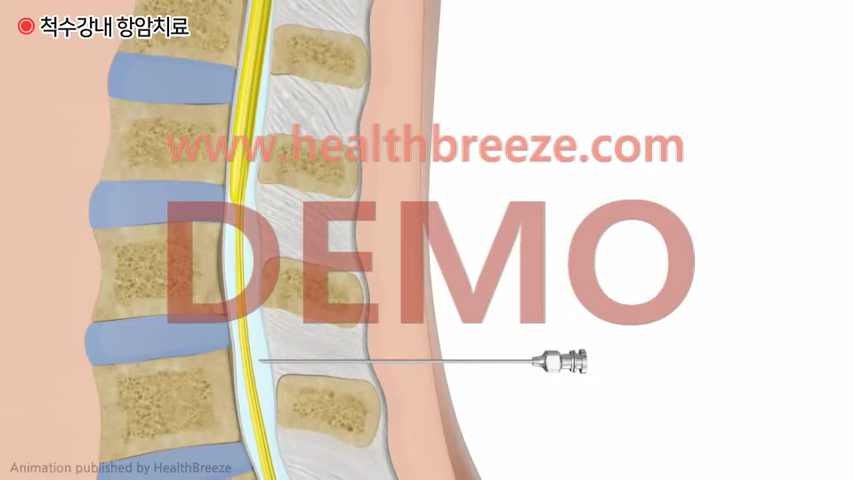 척수강내 항암치료
www.healthbreeze.com
DEMO
Animation published by HealthBreeze